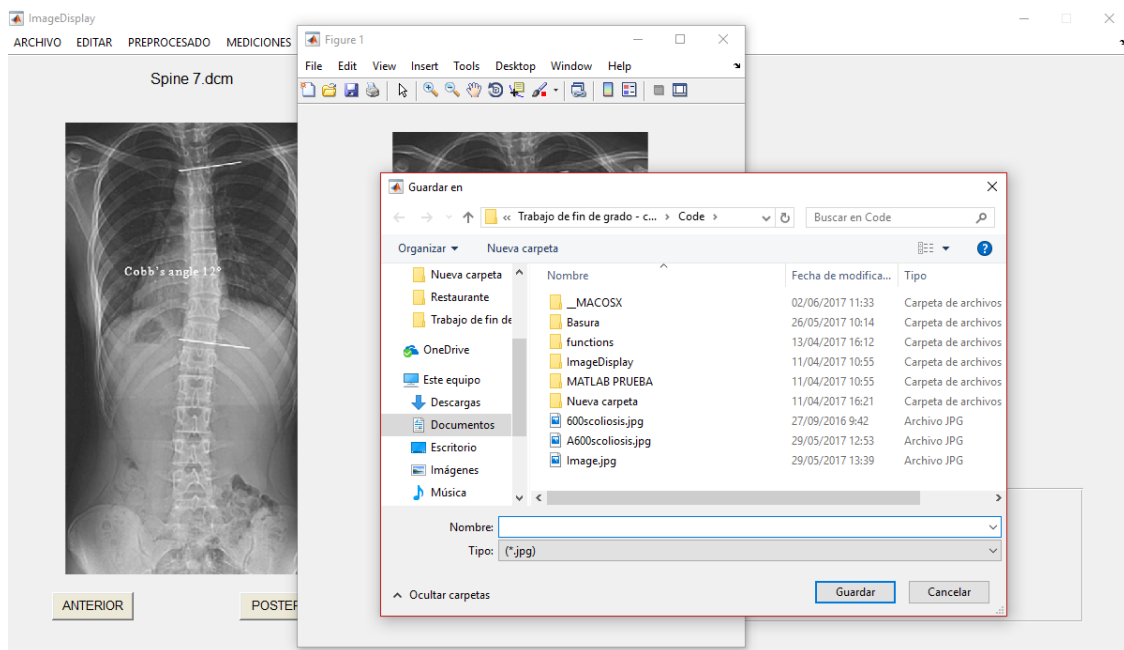 ImageDisplay
ARCHIVO EDITAR PREPROCESADO MEDICIONES
Spine 7.dcm
Cobb's angle 12°
ANTERIOR
POSTER
Figure 1
File Edit View Insert Tools Desktop Window Help
Guardar en
« Trabajo de fin de grado - c... › Code ›
Buscar en Code
Organizar
Nueva carpeta
Nueva carpeta
Restaurante
Trabajo de fin de
OneDrive
Este equipo
Descargas
Documentos
Escritorio
Imágenes
Música
Nombre Fecha de modifica... Tipo
__MACOSX 02/06/2017 11:33 Carpeta de archivos
Basura 26/05/2017 10:14 Carpeta de archivos
functions 13/04/2017 16:12 Carpeta de archivos
ImageDisplay 11/04/2017 10:55 Carpeta de archivos
MATLAB PRUEBA 11/04/2017 10:55 Carpeta de archivos
Nueva carpeta 11/04/2017 16:21 Carpeta de archivos
600scoliosis.jpg 27/09/2016 9:42 Archivo JPG
A600scoliosis.jpg 29/05/2017 12:53 Archivo JPG
Image.jpg 29/05/2017 13:39 Archivo JPG
Nombre:
Tipo: (*.jpg)
Ocultar carpetas
Guardar
Cancelar